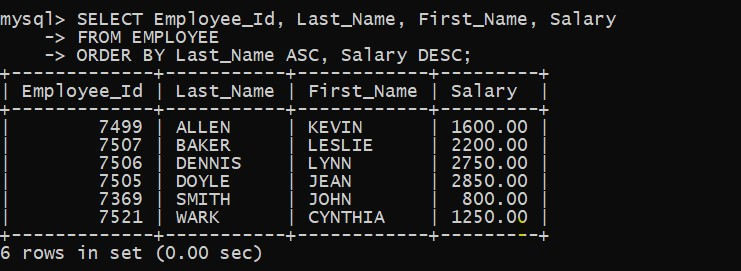 mysql> SELECT Employee_Id, Last_Name, First_Name, Salary
    -> FROM EMPLOYEE
    -> ORDER BY Last_Name ASC, Salary DESC;
+-------------+-----------+------------+---------+
| Employee_Id | Last_Name | First_Name | Salary  |
+-------------+-----------+------------+---------+
|        7499 | ALLEN     | KEVIN      | 1600.00 |
|        7507 | BAKER     | LESLIE     | 2200.00 |
|        7506 | DENNIS    | LYNN       | 2750.00 |
|        7505 | DOYLE     | JEAN       | 2850.00 |
|        7369 | SMITH     | JOHN       |  800.00 |
|        7521 | WARK      | CYNTHIA    | 1250.00 |
+-------------+-----------+------------+---------+
6 rows in set (0.00 sec)